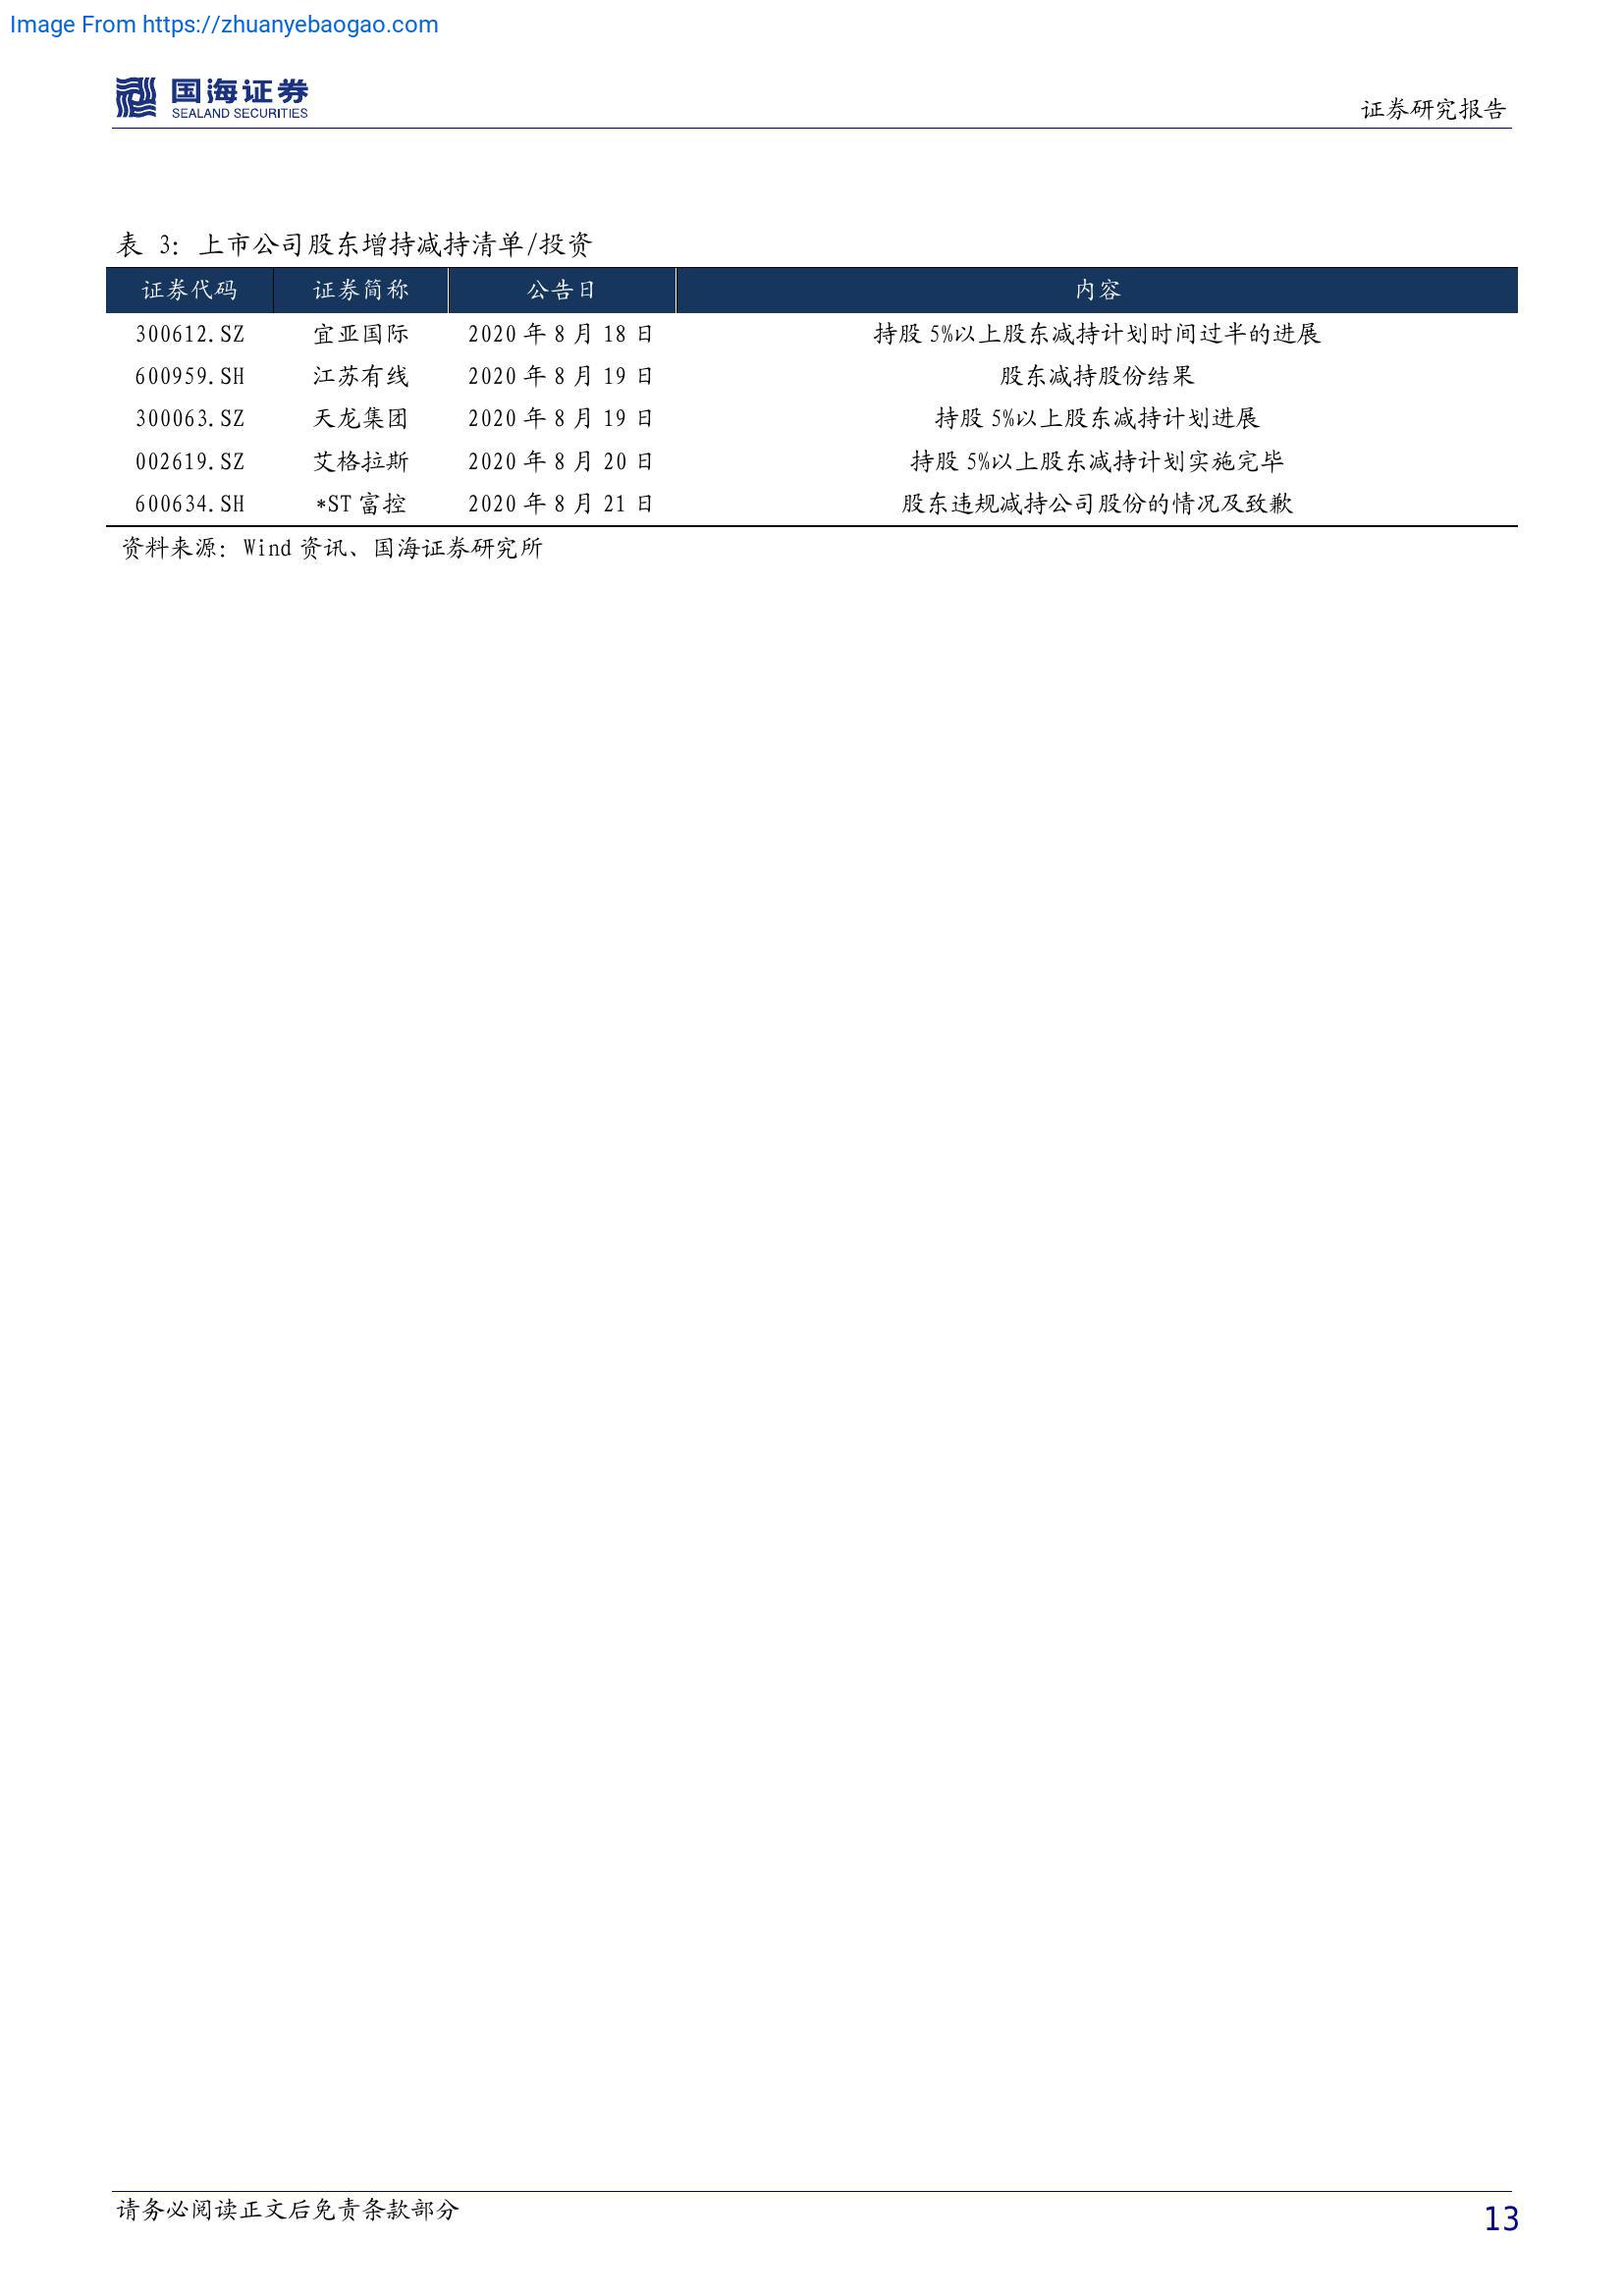 Image From https://zhuanyebaogao.com
国海证券
SEALAND SECURITIES
证券研究报告
表 3：上市公司股东增持减持清单/投资
证券代码 证券简称 公告日 内容
300612.SZ 宜亚国际 2020 年 8 月 18 日 持股 5%以上股东减持计划时间过半的进展
600959.SH 江苏有线 2020 年 8 月 19 日 股东减持股份结果
300063.SZ 天龙集团 2020 年 8 月 19 日 持股 5%以上股东减持计划进展
002619.SZ 艾格拉斯 2020 年 8 月 20 日 持股 5%以上股东减持计划实施完毕
600634.SH *ST 富控 2020 年 8 月 21 日 股东违规减持公司股份的情况及致歉
资料来源：Wind 资讯、国海证券研究所
请务必阅读正文后免责条款部分
13